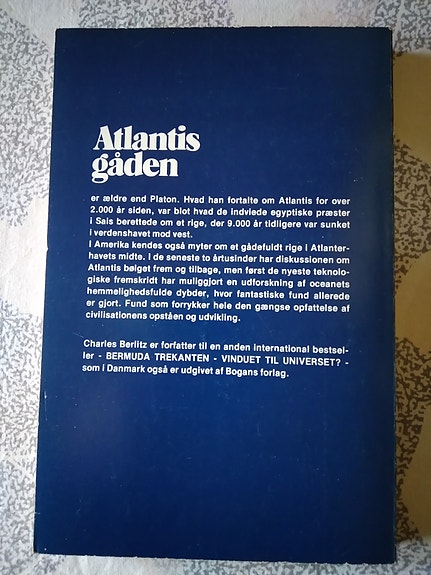 Atlantis
gåden
er ældre end Platon. Hvad han fortalte om Atlantis for over
2.000 år siden, var blot hvad de indviede egyptiske præster
i Sais berettede om et rige, der 9.000 år tidligere var sunket
i verdenshavet mod vest.
I Amerika kendes også myter om et gådefuldt rige i Atlanter-
havets midte. I de seneste to årtusinder har diskussionen om
Atlantis bølget frem og tilbage, men først de nyeste teknolo-
giske fremskridt har muliggjort en udforskning af oceanets
hemmelighedsfulde dybder, hvor fantastiske fund allerede
er gjort. Fund som forrykker hele den gængse opfattelse af
civilisationens opståen og udvikling.
Charles Berlitz er forfatter til en anden international bestsel-
ler - BERMUDA TREKANTEN - VINDUET TIL UNIVERSET? -
som i Danmark også er udgivet af Bogans forlag.